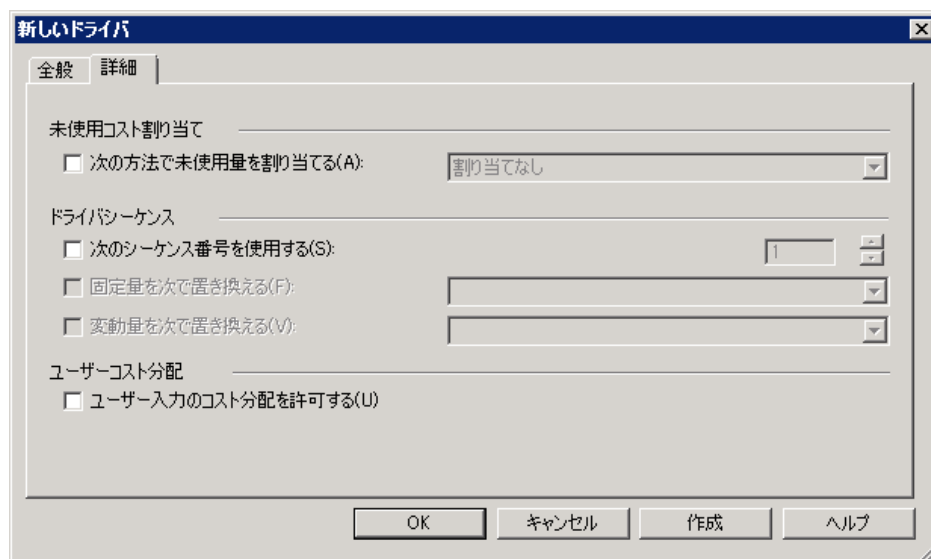 新しいドライバ
全般 詳細
未使用コスト割り当て
次の方法で未使用量を割り当てる(A): 割り当てなし
ドライバシーケンス
次のシーケンス番号を使用する(S): 1
固定量を次で置き換える(F):
変動量を次で置き換える(V):
ユーザーコスト分配
ユーザー入力のコスト分配を許可する(U)
OK キャンセル 作成 ヘルプ